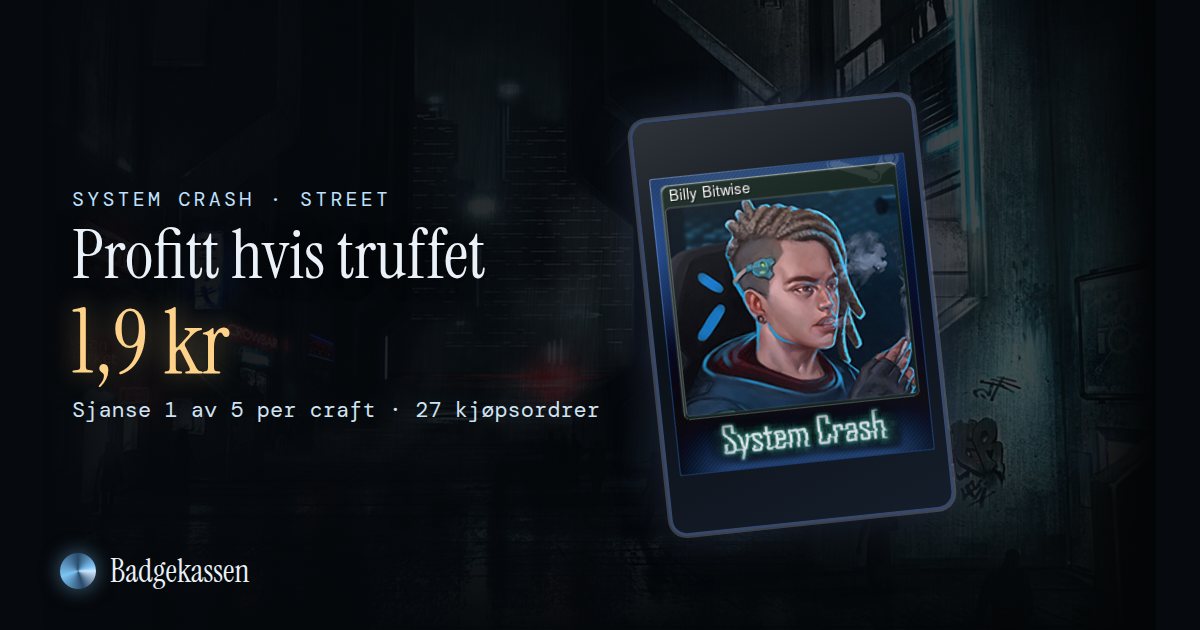 SYSTEM CRASH · STREET
Profitt hvis truffet
1,9 kr
Sjanse 1 av 5 per craft · 27 kjøpsordrer
Billy Bitwise
System Crash
Badgekassen